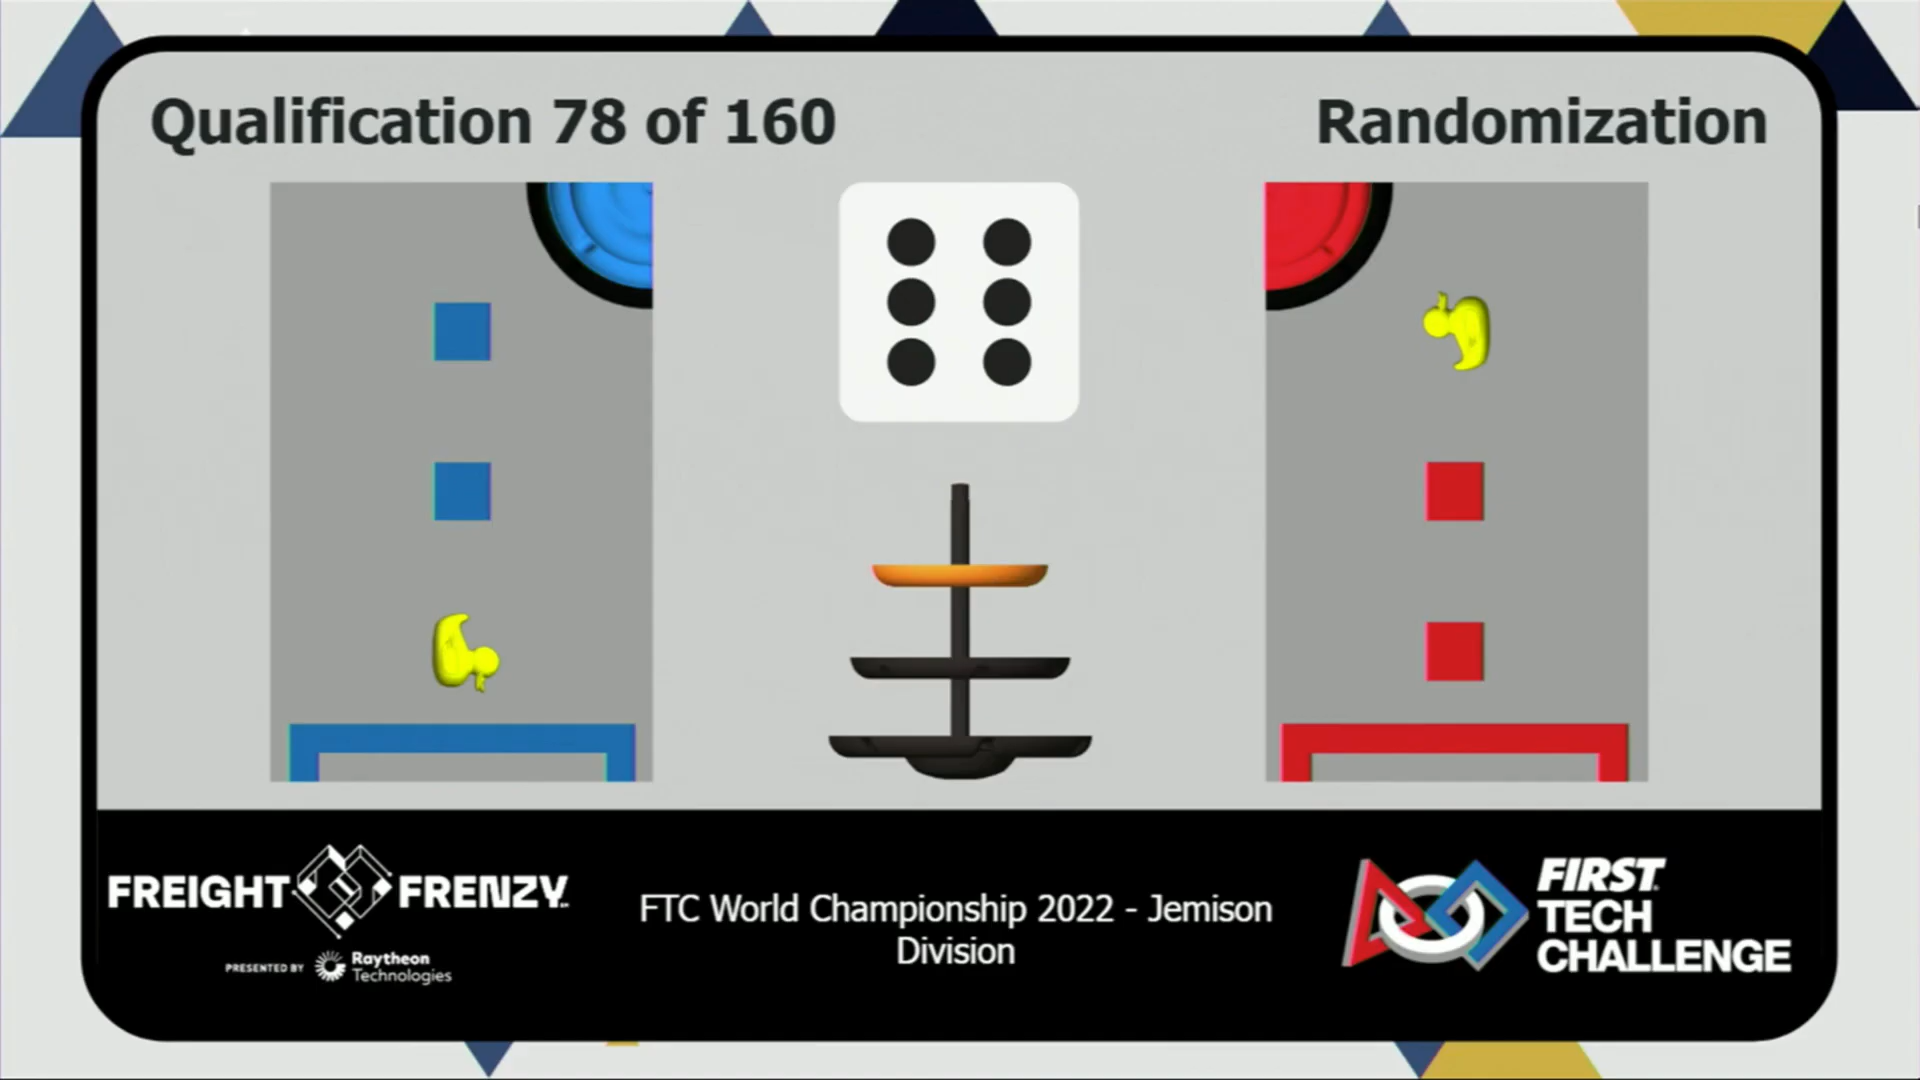 Qualification 78 of 160
Randomization
FREIGHT FRENZY
PRESENTED BY Raytheon
Technologies
FTC World Championship 2022 - Jemison
Division
FIRST
TECH
CHALLENGE